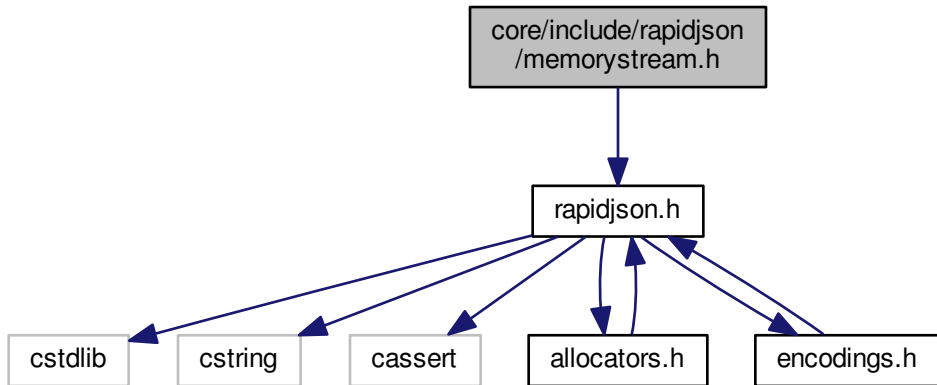 core/include/rapidjson
/memorystream.h
rapidjson.h
cstdlib
cstring
cassert
allocators.h
encodings.h